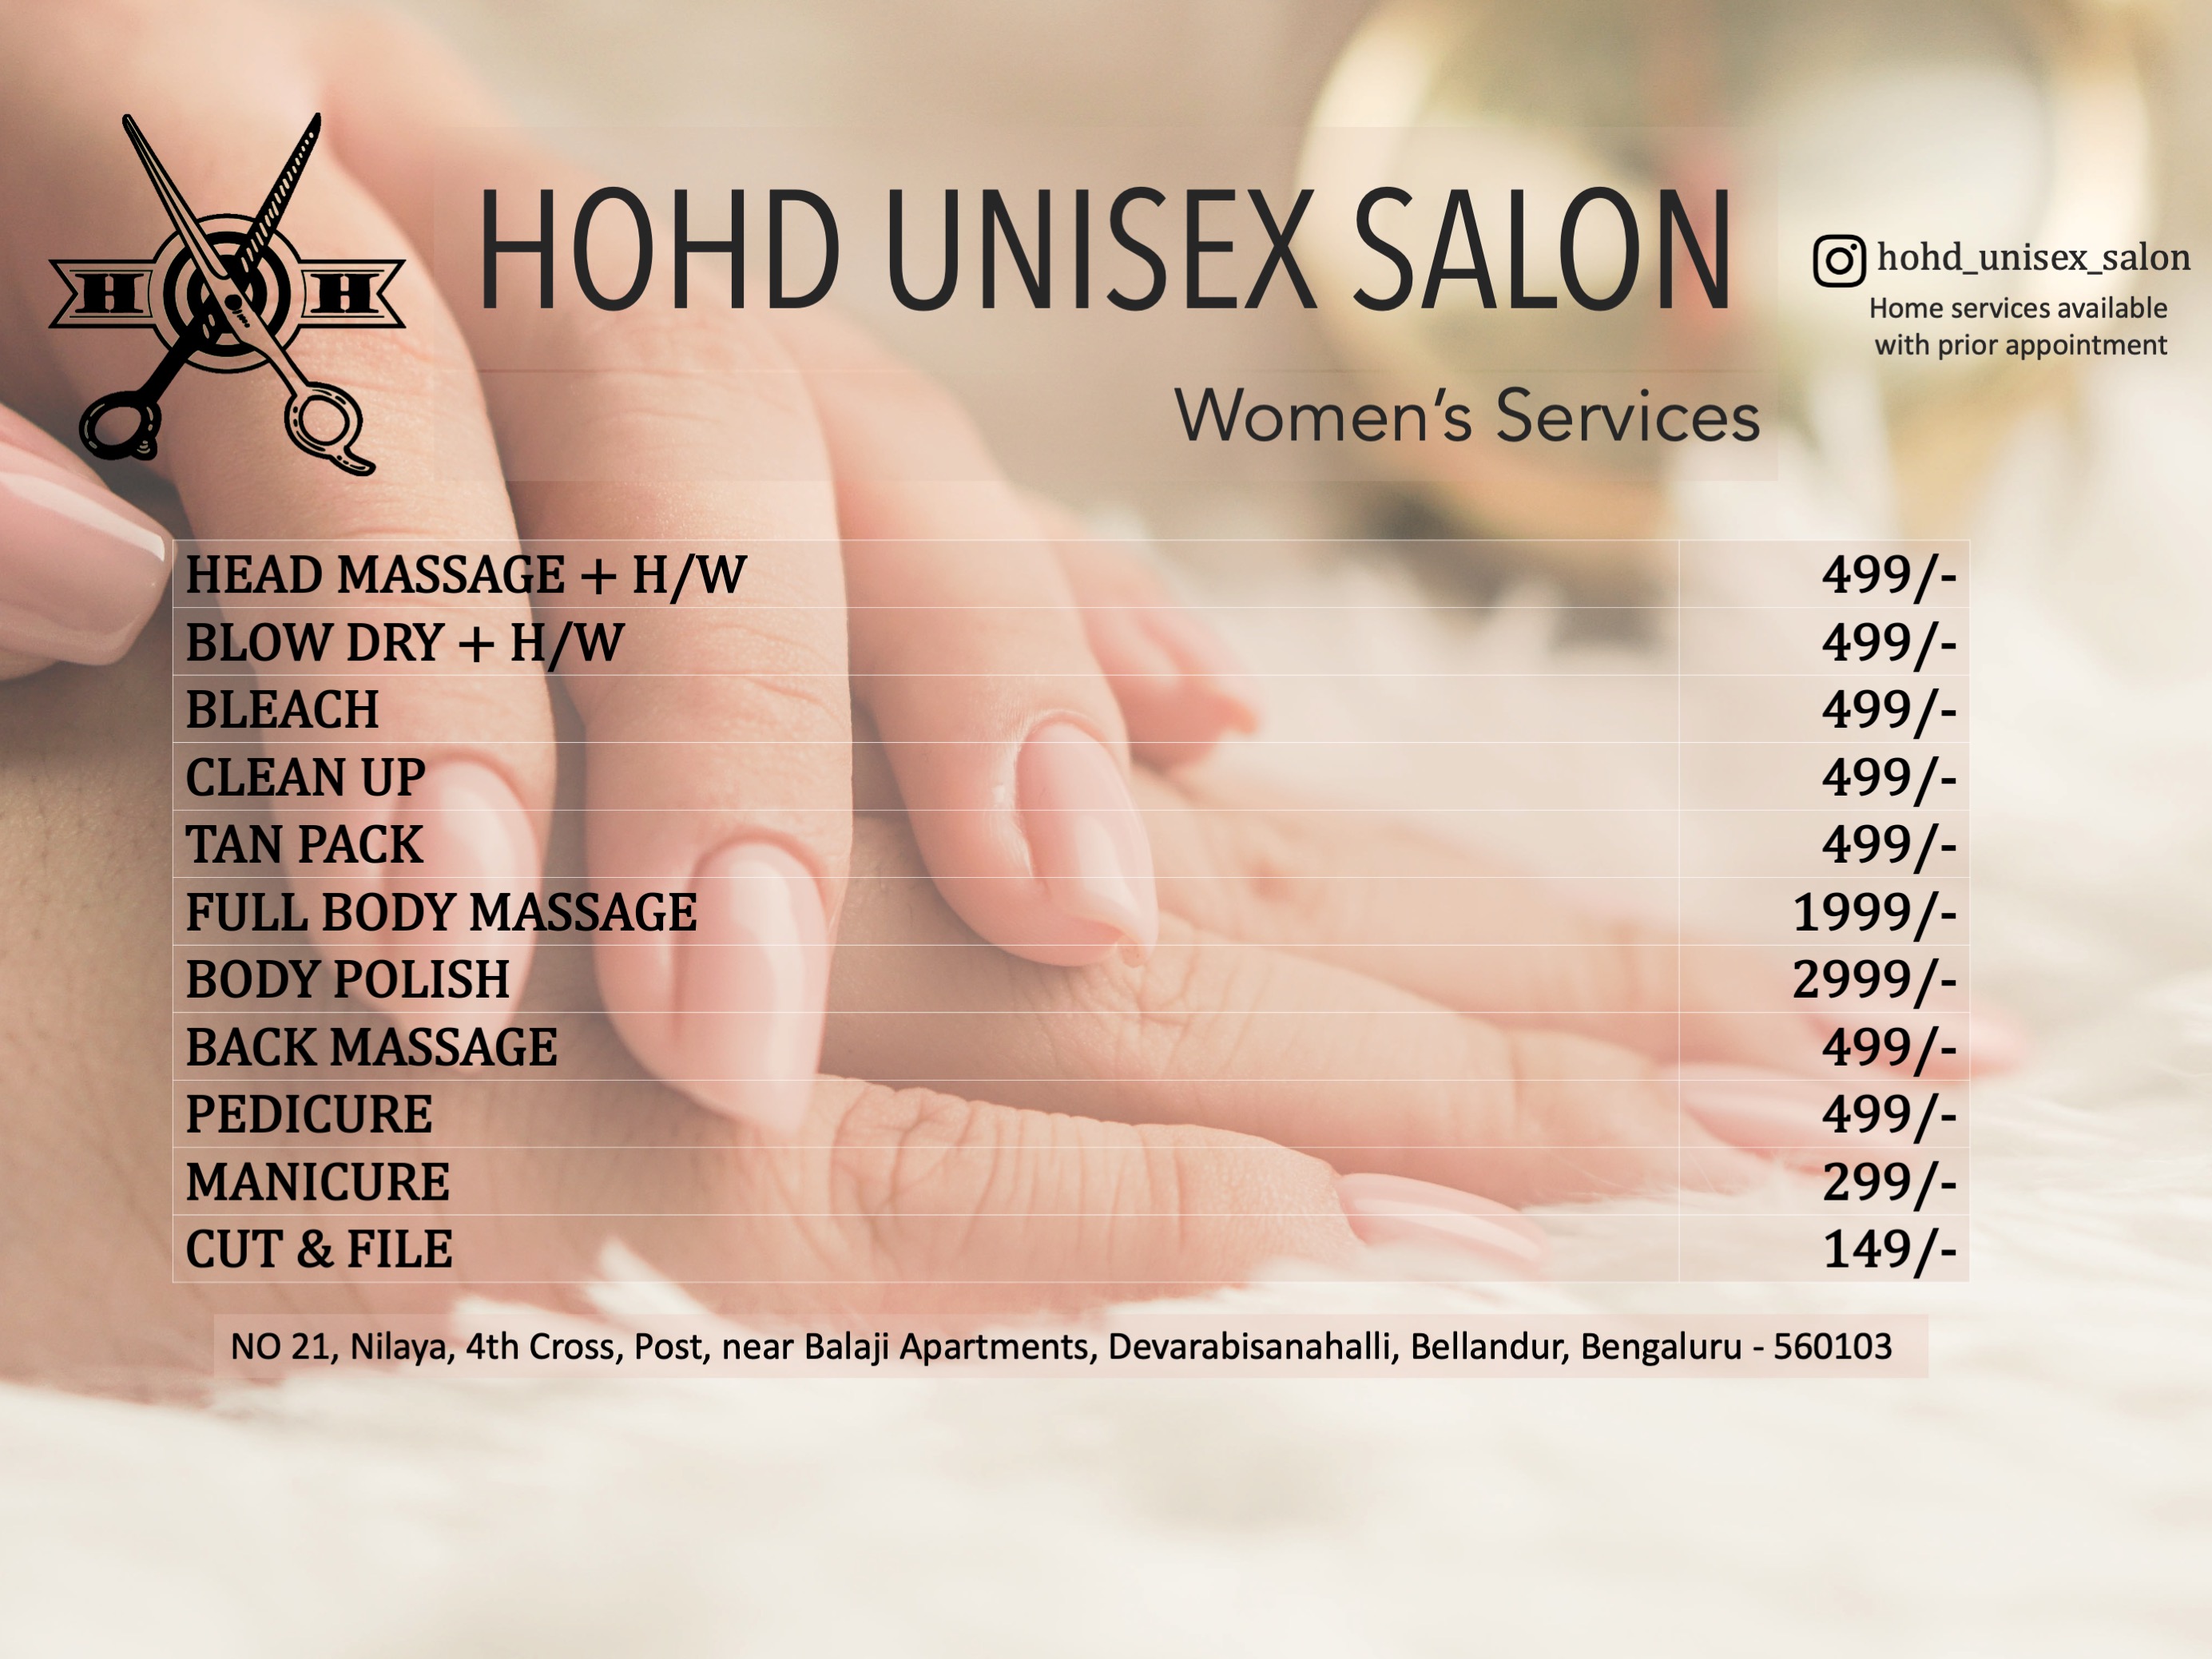 H H
HOHD UNISEX SALON
hohd_unisex_salon
Home services available
with prior appointment
Women’s Services
HEAD MASSAGE + H/W 499/-
BLOW DRY + H/W 499/-
BLEACH 499/-
CLEAN UP 499/-
TAN PACK 499/-
FULL BODY MASSAGE 1999/-
BODY POLISH 2999/-
BACK MASSAGE 499/-
PEDICURE 499/-
MANICURE 299/-
CUT & FILE 149/-
NO 21, Nilaya, 4th Cross, Post, near Balaji Apartments, Devarabisanahalli, Bellandur, Bengaluru - 560103